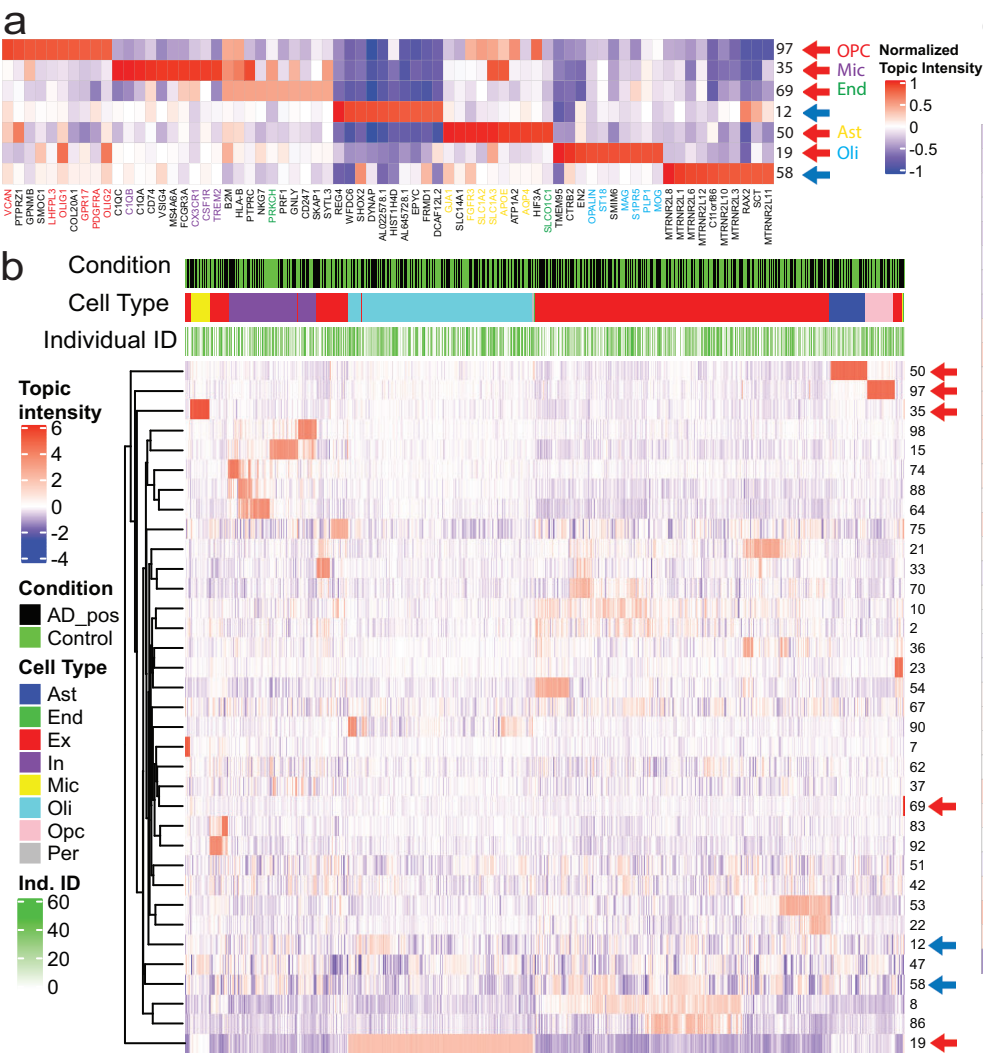 a
97 OPC
35 Mic
69 End
12
50 Ast
19 Oli
58
Normalized
Topic Intensity
1
0.5
0
-0.5
-1
VCAN
PTPRZ1
GPNMB
SMOC1
LHFPL3
OLIG1
COL20A1
GPR17
PDGFRA
OLIG2
C1QC
C1QB
C1QA
CD74
VSIG4
MS4A6A
FCGR3A
CX3CR1
CSF1R
TREM2
B2M
HLA-B
PTPRC
NKG7
PRKCH
PRF1
GNLY
CD247
SKAP1
SYTL3
REG4
WFDC6
SHOX2
DYNAP
AL022578.1
HIST1H4D
AL645728.1
EPYC
FRMD1
DCAF12L2
GFAP
SLC14A1
FGFR3
SLC1A2
SLC1A3
APOE
ATP1A2
AQP4
HIF3A
SLCO1C1
TMEM95
CTRB2
EN2
OPALIN
ST18
SMIM6
MAG
S1PR5
PLP1
MOG
MTRNR2L8
MTRNR2L1
MTRNR2L6
MTRNR2L12
MTRNR2L2
C11orf86
MTRNR2L10
MTRNR2L3
RAX2
SCT
MTRNR2L11
b
Condition
Cell Type
Individual ID
Topic
intensity
6
4
2
0
-2
-4
Condition
AD_pos
Control
Cell Type
Ast
End
Ex
In
Mic
Oli
Opc
Per
Ind. ID
60
40
20
0
50
97
35
98
15
74
88
64
75
21
33
70
10
2
36
23
54
67
90
7
62
37
69
83
92
51
42
53
22
12
47
58
8
86
19